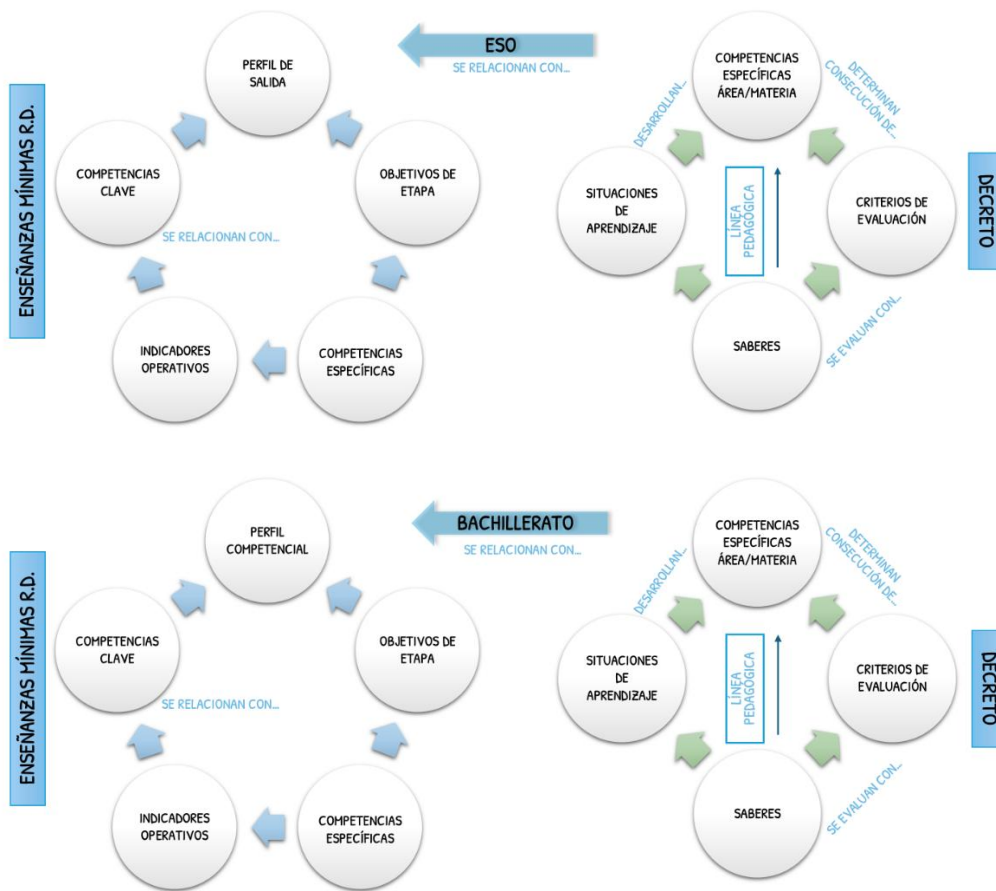 ESO
SE RELACIONAN CON...
ENSEÑANZAS MÍNIMAS R.D.
PERFIL DE
SALIDA
COMPETENCIAS
CLAVE
OBJETIVOS DE
ETAPA
SE RELACIONAN CON...
INDICADORES
OPERATIVOS
COMPETENCIAS
ESPECÍFICAS
COMPETENCIAS
ESPECÍFICAS
ÁREA/MATERIA
DESARROLLAN...
DETERMINAN
CONSECUCIÓN DE...
SITUACIONES
DE
APRENDIZAJE
LÍNEA
PEDAGÓGICA
CRITERIOS DE
EVALUACIÓN
SABERES
SE EVALUAN CON...
DECRETO
BACHILLERATO
SE RELACIONAN CON...
ENSEÑANZAS MÍNIMAS R.D.
PERFIL
COMPETENCIAL
COMPETENCIAS
CLAVE
OBJETIVOS DE
ETAPA
SE RELACIONAN CON...
INDICADORES
OPERATIVOS
COMPETENCIAS
ESPECÍFICAS
COMPETENCIAS
ESPECÍFICAS
ÁREA/MATERIA
DESARROLLAN...
DETERMINAN
CONSECUCIÓN DE...
SITUACIONES
DE
APRENDIZAJE
LÍNEA
PEDAGÓGICA
CRITERIOS DE
EVALUACIÓN
SABERES
SE EVALUAN CON...
DECRETO